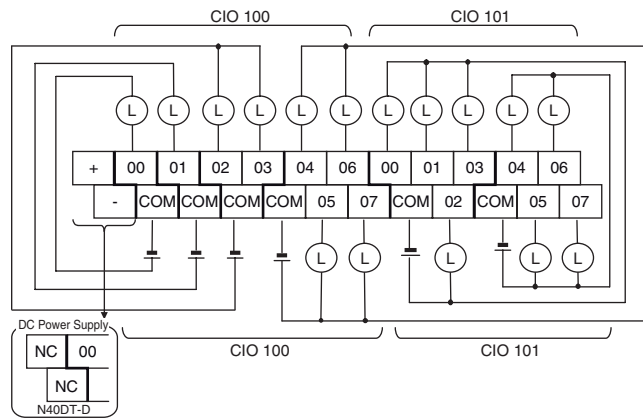 CIO 100 CIO 101
L L L L L L L L L L L
+ 00 01 02 03 04 06 00 01 03 04 06
- COM COM COM COM 05 07 COM 02 COM 05 07
L L L L L
DC Power Supply
NC 00
NC
N40DT-D
CIO 100 CIO 101